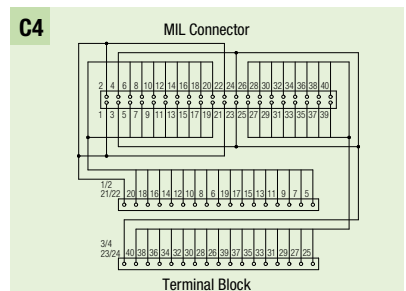 C4
MIL Connector
2 4 6 8 10 12 14 16 18 20 22 24 26 28 30 32 34 36 38 40
1 3 5 7 9 11 13 15 17 19 21 23 25 27 29 31 33 35 37 39
1/2
21/22 20 18 16 14 12 10 8 6 19 17 15 13 11 9 7 5
3/4
23/24 40 38 36 34 32 30 28 26 39 37 35 33 31 29 27 25
Terminal Block